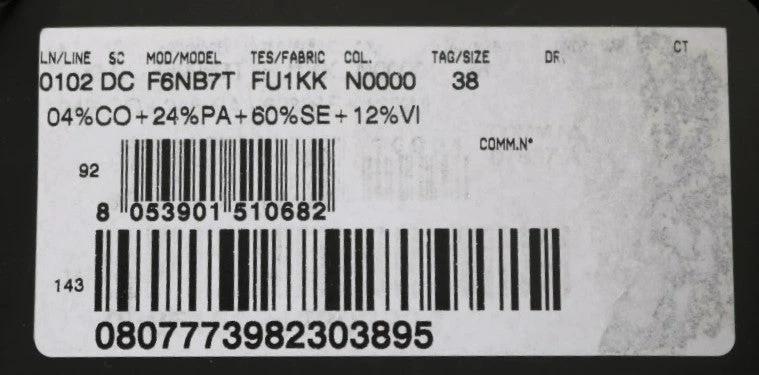 LN/LINE SC MOD/MODEL TES/FABRIC COL. TAG/SIZE DR. CT
0102 DC F6NB7T FU1KK N0000 38
04%CO+24%PA+60%SE+12%VI
COMM.N°
92
8 053901 510682
143
0807773982303895